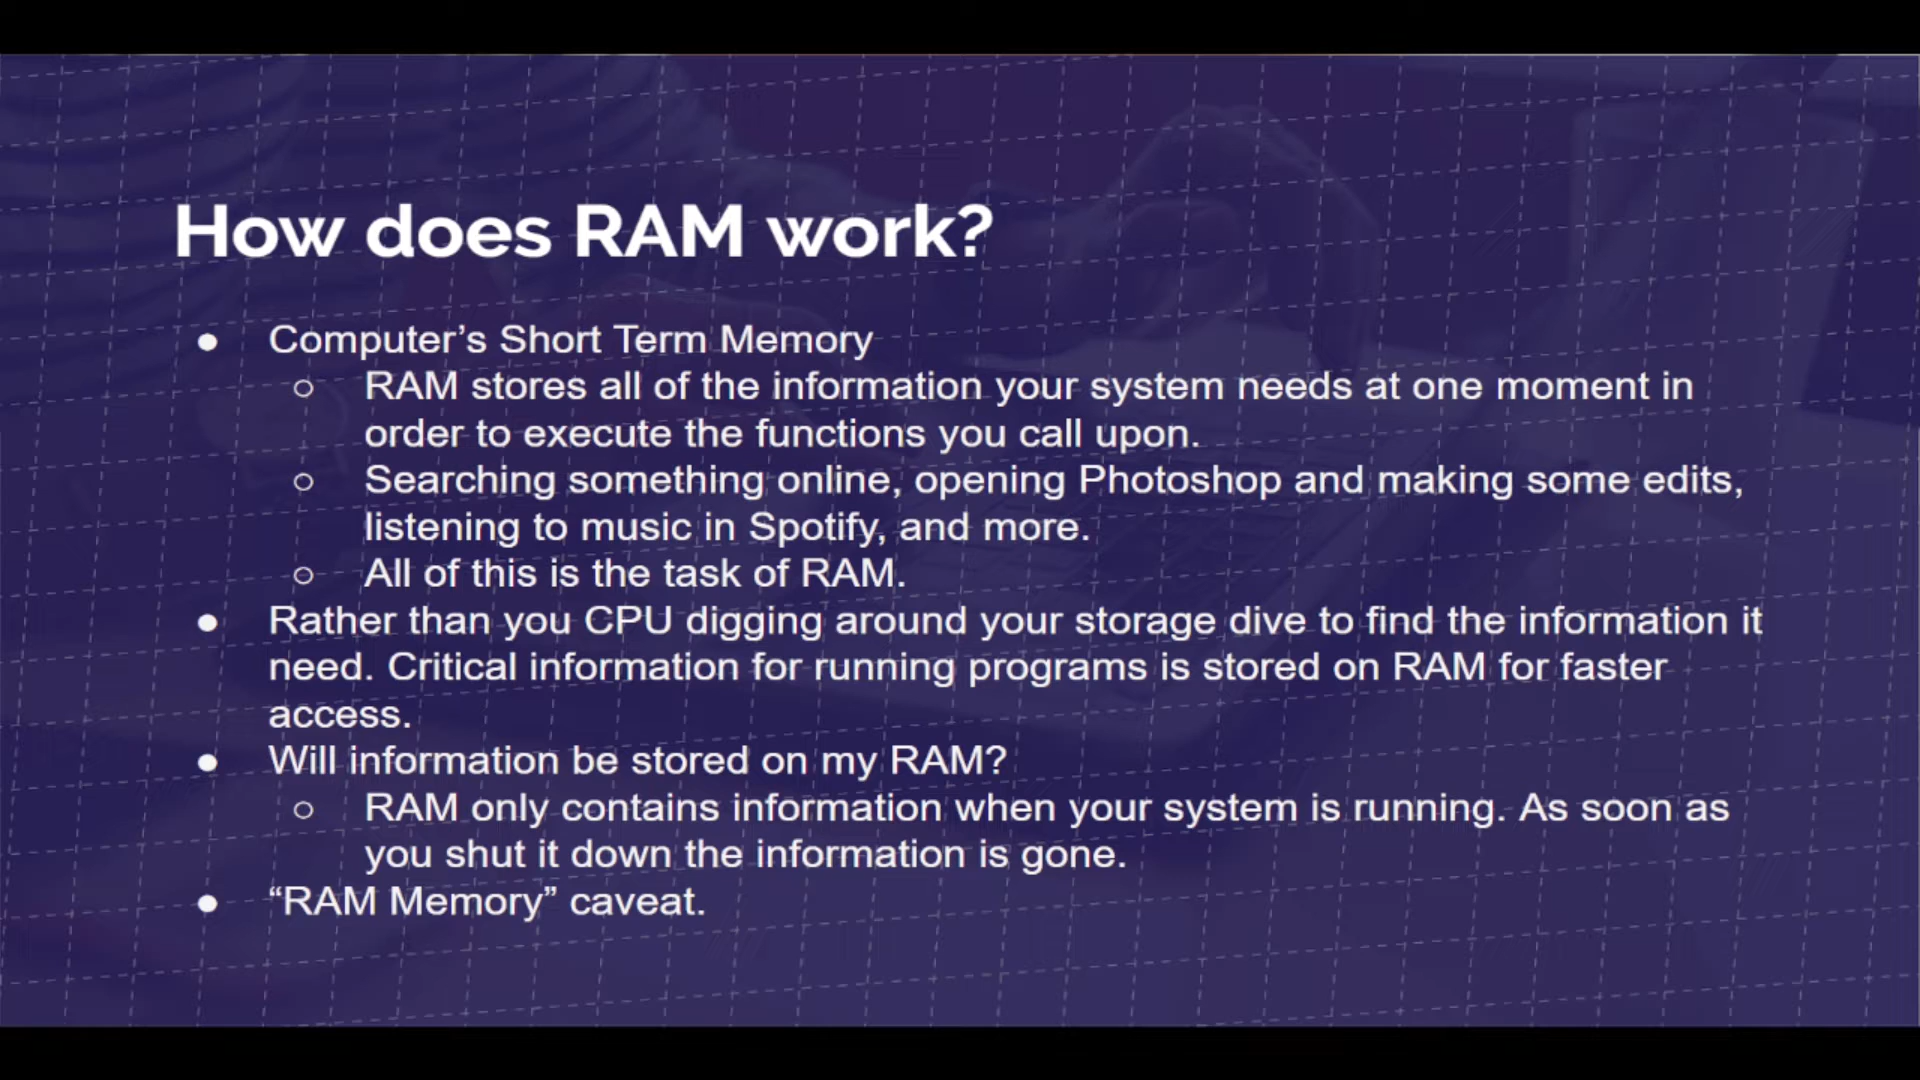 How does RAM work?
● Computer’s Short Term Memory
○ RAM stores all of the information your system needs at one moment in
order to execute the functions you call upon.
○ Searching something online, opening Photoshop and making some edits,
listening to music in Spotify, and more.
○ All of this is the task of RAM.
● Rather than you CPU digging around your storage dive to find the information it
need. Critical information for running programs is stored on RAM for faster
access.
● Will information be stored on my RAM?
○ RAM only contains information when your system is running. As soon as
you shut it down the information is gone.
● “RAM Memory” caveat.